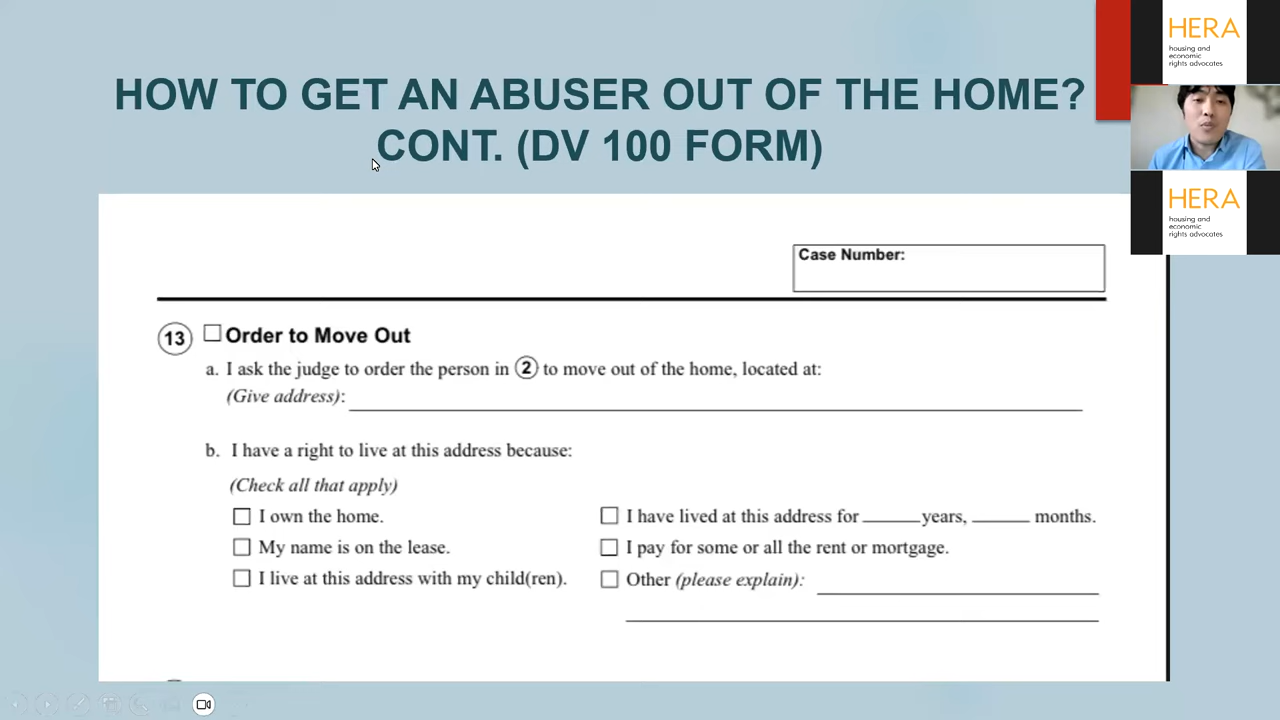 HOW TO GET AN ABUSER OUT OF THE HOME?
CONT. (DV 100 FORM)
HERA
housing and
economic
rights advocates
HERA
housing and
economic
rights advocates
Case Number:
13 Order to Move Out
a. I ask the judge to order the person in 2 to move out of the home, located at:
(Give address):
b. I have a right to live at this address because:
(Check all that apply)
I own the home.
I have lived at this address for ______ years, ______ months.
My name is on the lease.
I pay for some or all the rent or mortgage.
I live at this address with my child(ren).
Other (please explain):